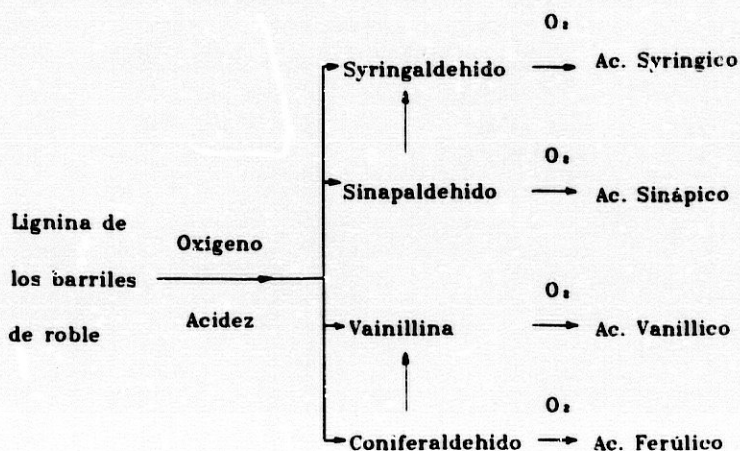 O₂
Syringaldehido Ac. Syringico
O₂
Sinapaldehido Ac. Sinápico
Lignina de
Oxígeno
los barriles
O₂
Acidez
de roble
Vainillina Ac. Vanillico
O₂
Coniferaldehido Ac. Ferúlico